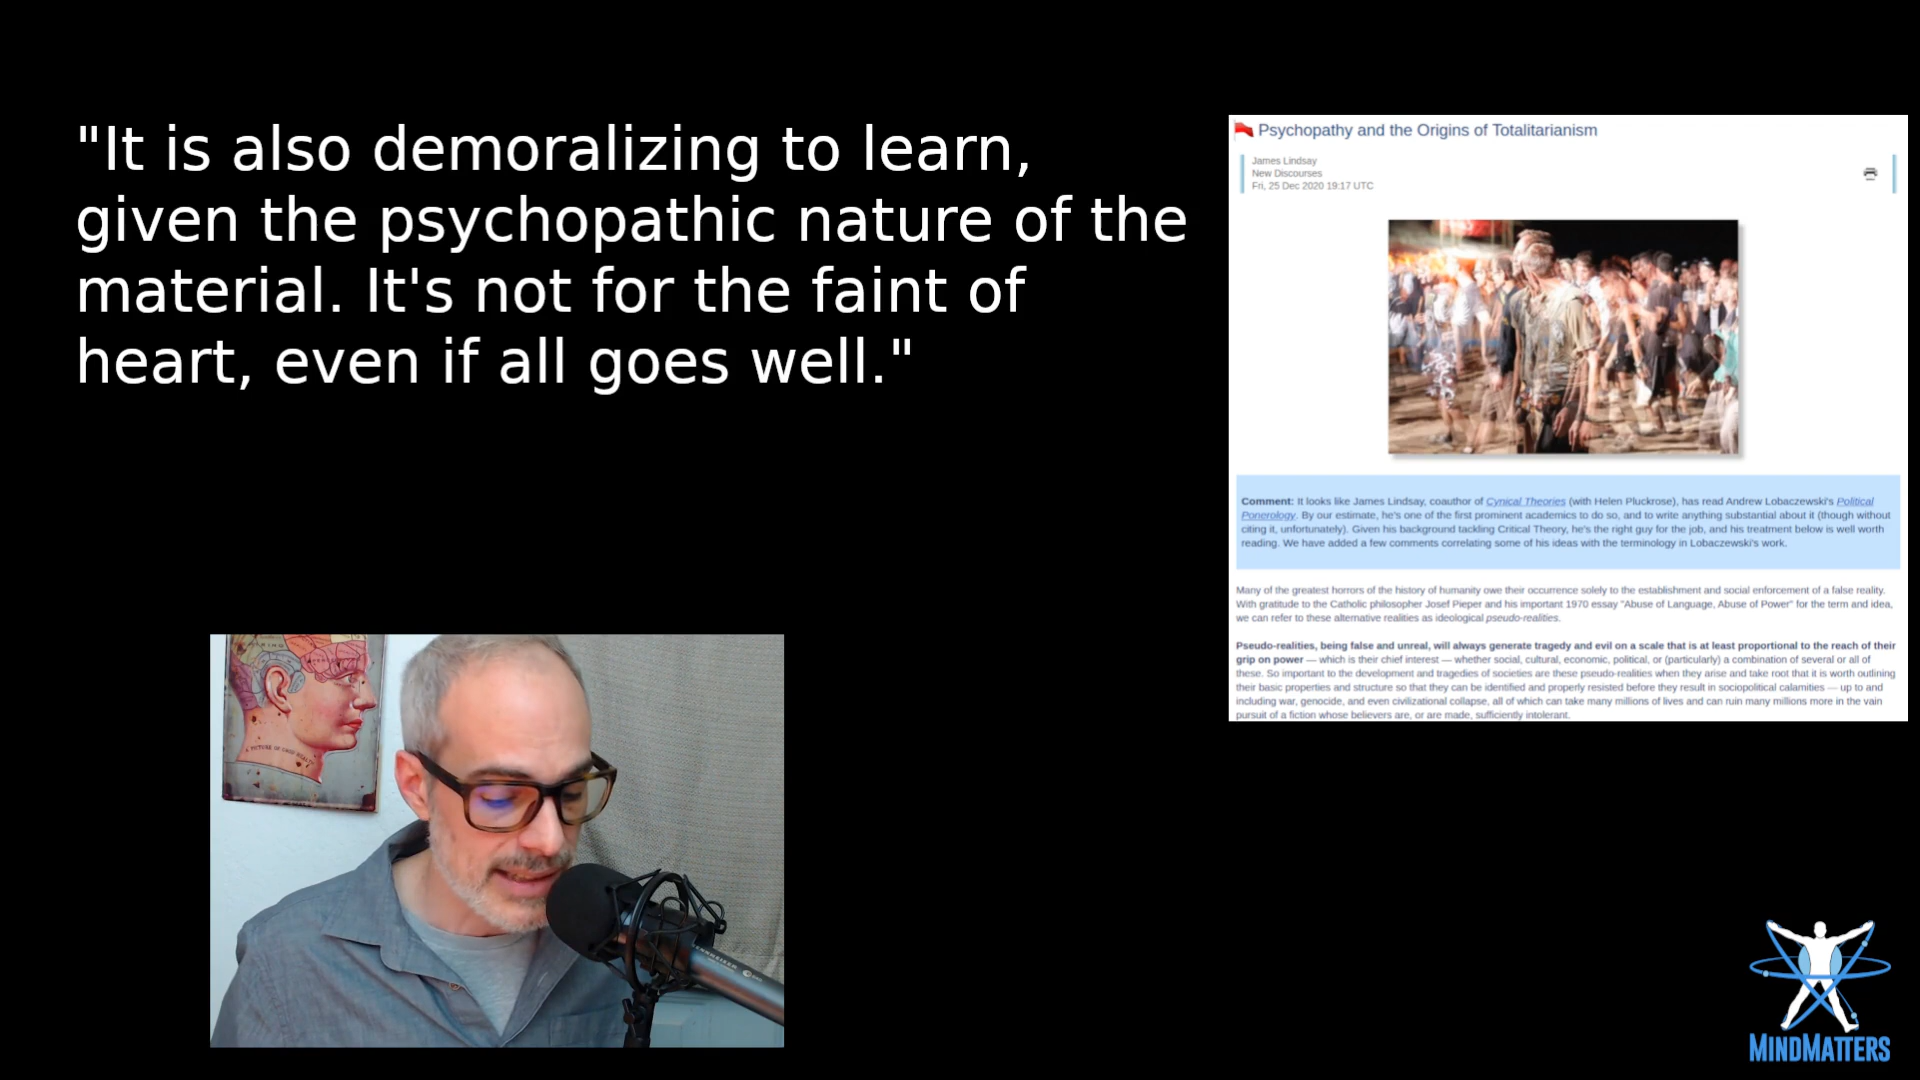 "It is also demoralizing to learn,
given the psychopathic nature of the
material. It's not for the faint of
heart, even if all goes well."
Psychopathy and the Origins of Totalitarianism
James Lindsay
New Discourses
Fri, 25 Dec 2020 19:17 UTC
Comment: It looks like James Lindsay, coauthor of Cynical Theories (with Helen Pluckrose), has read Andrew Lobaczewski's Political
Ponerology. By our estimate, he's one of the first prominent academics to do so, and to write anything substantial about it (though without
citing it, unfortunately). Given his background tackling Critical Theory, he's the right guy for the job, and his treatment below is well worth
reading. We have added a few comments correlating some of his ideas with the terminology in Lobaczewski's work.
Many of the greatest horrors of the history of humanity owe their occurrence solely to the establishment and social enforcement of a false reality.
With gratitude to the Catholic philosopher Josef Pieper and his important 1970 essay "Abuse of Language, Abuse of Power" for the term and idea,
we can refer to these alternative realities as ideological pseudo-realities.
Pseudo-realities, being false and unreal, will always generate tragedy and evil on a scale that is at least proportional to the reach of their
grip on power — which is their chief interest — whether social, cultural, economic, political, or (particularly) a combination of several or all of
these. So important to the development and tragedies of societies are these pseudo-realities when they arise and take root that it is worth outlining
their basic properties and structure so that they can be identified and properly resisted before they result in sociopolitical calamities — up to and
including war, genocide, and even civilizational collapse, all of which can take many millions of lives and can ruin many millions more in the vain
pursuit of a fiction whose believers are, or are made, sufficiently intolerant.
A PICTURE OF GOOD HEALTH
SENNHEISER
MINDMATTERS